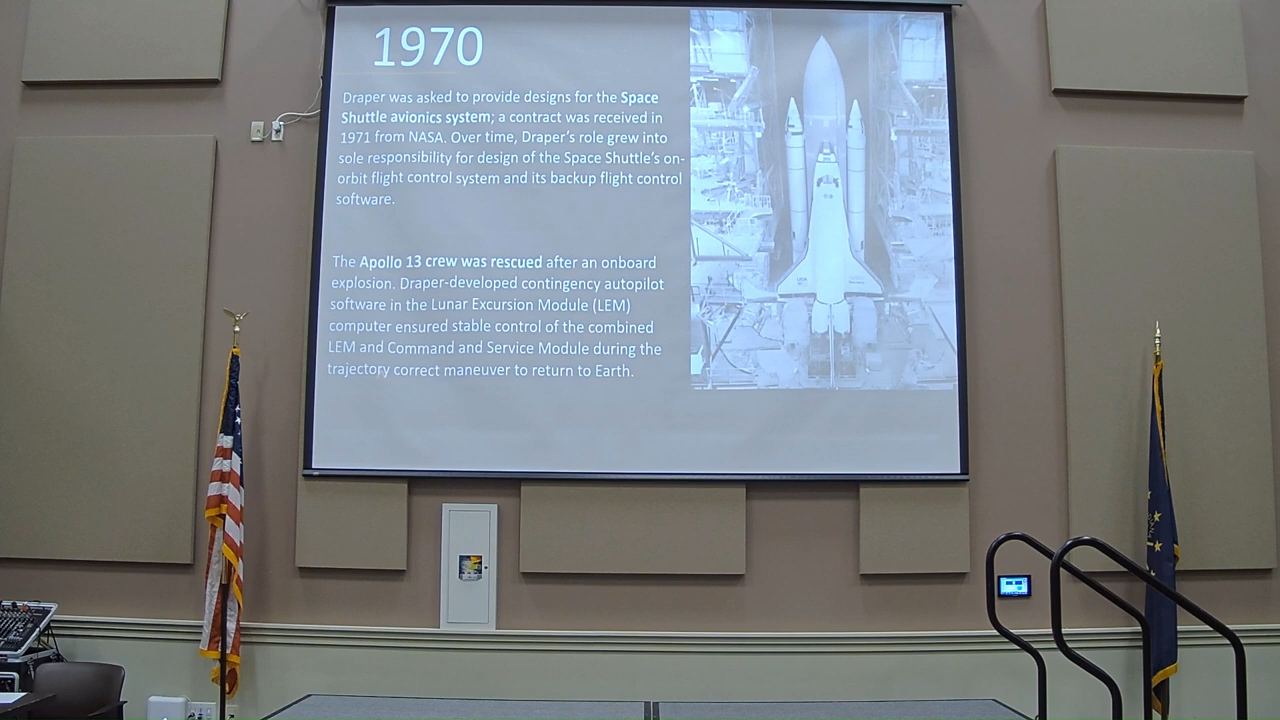 1970
Draper was asked to provide designs for the Space
Shuttle avionics system; a contract was received in
1971 from NASA. Over time, Draper's role grew into
sole responsibility for design of the Space Shuttle's on-
orbit flight control system and its backup flight control
software.
The Apollo 13 crew was rescued after an onboard
explosion. Draper-developed contingency autopilot
software in the Lunar Excursion Module (LEM)
computer ensured stable control of the combined
LEM and Command and Service Module during the
trajectory correct maneuver to return to Earth.